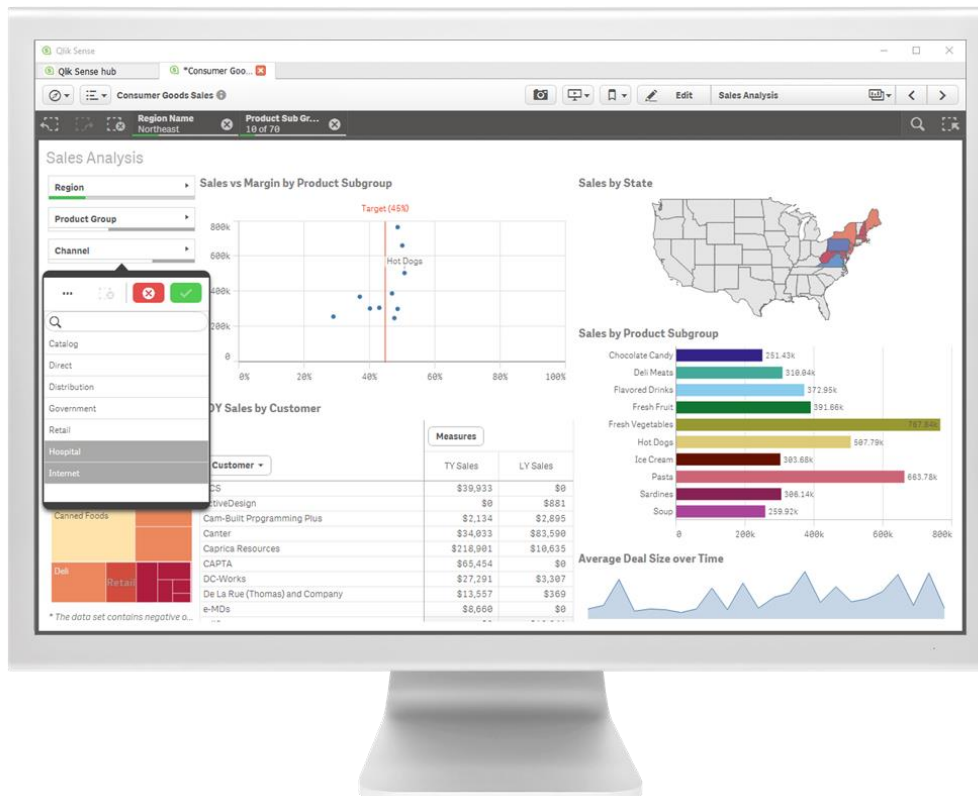 Qlik Sense
Qlik Sense hub
*Consumer Goo...
Consumer Goods Sales
Edit
Sales Analysis
Region Name
Northeast
Product Sub Gr...
10 of 70
Sales Analysis
Region
Product Group
Channel
Catalog
Direct
Distribution
Government
Retail
Hospital
Internet
Canned Foods
Deli
Retail
* The data set contains negative o...
Sales vs Margin by Product Subgroup
Target (45%)
800k
600k
Hot Dogs
400k
200k
0
0% 20% 40% 60% 80% 100%
Sales by Customer
Measures
Customer
TY Sales LY Sales
$39,933 $0
ctiveDesign $0 $881
Cam-Built Prpgramming Plus $2,134 $2,895
Canter $34,033 $83,590
Caprica Resources $218,901 $10,635
CAPTA $65,454 $0
DC-Works $27,291 $3,307
De La Rue (Thomas) and Company $13,557 $369
e-MDs $8,660 $0
Sales by State
Sales by Product Subgroup
Chocolate Candy 251.43k
Deli Meats 310.04k
Flavored Drinks 372.95k
Fresh Fruit 391.66k
Fresh Vegetables 767.84k
Hot Dogs 507.79k
Ice Cream 303.68k
Pasta 663.78k
Sardines 306.14k
Soup 259.92k
0 200k 400k 600k 800k
Average Deal Size over Time